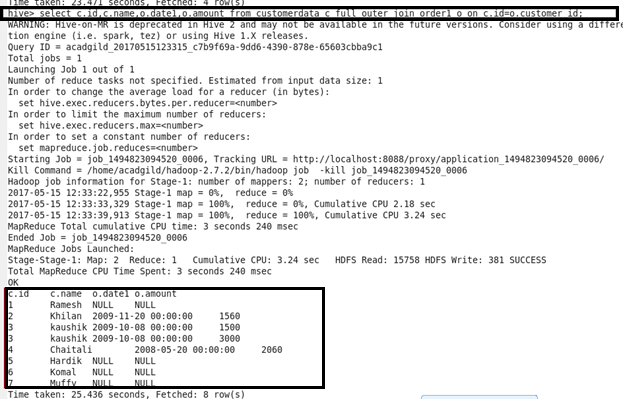 Time taken: 23.471 seconds, Fetched: 4 row(s)
hive> select c.id,c.name,o.date1,o.amount from customerdata c full outer join order1 o on c.id=o.customer_id;
WARNING: Hive-on-MR is deprecated in Hive 2 and may not be available in the future versions. Consider using a differe
tion engine (i.e. spark, tez) or using Hive 1.X releases.
Query ID = acadgild_20170515123315_c7b9f69a-9dd6-4390-878e-65603cbba9c1
Total jobs = 1
Launching Job 1 out of 1
Number of reduce tasks not specified. Estimated from input data size: 1
In order to change the average load for a reducer (in bytes):
  set hive.exec.reducers.bytes.per.reducer=<number>
In order to limit the maximum number of reducers:
  set hive.exec.reducers.max=<number>
In order to set a constant number of reducers:
  set mapreduce.job.reduces=<number>
Starting Job = job_1494823094520_0006, Tracking URL = http://localhost:8088/proxy/application_1494823094520_0006/
Kill Command = /home/acadgild/hadoop-2.7.2/bin/hadoop job  -kill job_1494823094520_0006
Hadoop job information for Stage-1: number of mappers: 2; number of reducers: 1
2017-05-15 12:33:22,955 Stage-1 map = 0%,  reduce = 0%
2017-05-15 12:33:33,329 Stage-1 map = 100%,  reduce = 0%, Cumulative CPU 2.18 sec
2017-05-15 12:33:39,913 Stage-1 map = 100%,  reduce = 100%, Cumulative CPU 3.24 sec
MapReduce Total cumulative CPU time: 3 seconds 240 msec
Ended Job = job_1494823094520_0006
MapReduce Jobs Launched:
Stage-Stage-1: Map: 2  Reduce: 1   Cumulative CPU: 3.24 sec   HDFS Read: 15758 HDFS Write: 381 SUCCESS
Total MapReduce CPU Time Spent: 3 seconds 240 msec
OK
c.id    c.name  o.date1 o.amount
1       Ramesh  NULL    NULL
2       Khilan  2009-11-20 00:00:00     1560
3       kaushik 2009-10-08 00:00:00     1500
3       kaushik 2009-10-08 00:00:00     3000
4       Chaitali        2008-05-20 00:00:00     2060
5       Hardik  NULL    NULL
6       Komal   NULL    NULL
7       Muffy   NULL    NULL
Time taken: 25.436 seconds, Fetched: 8 row(s)